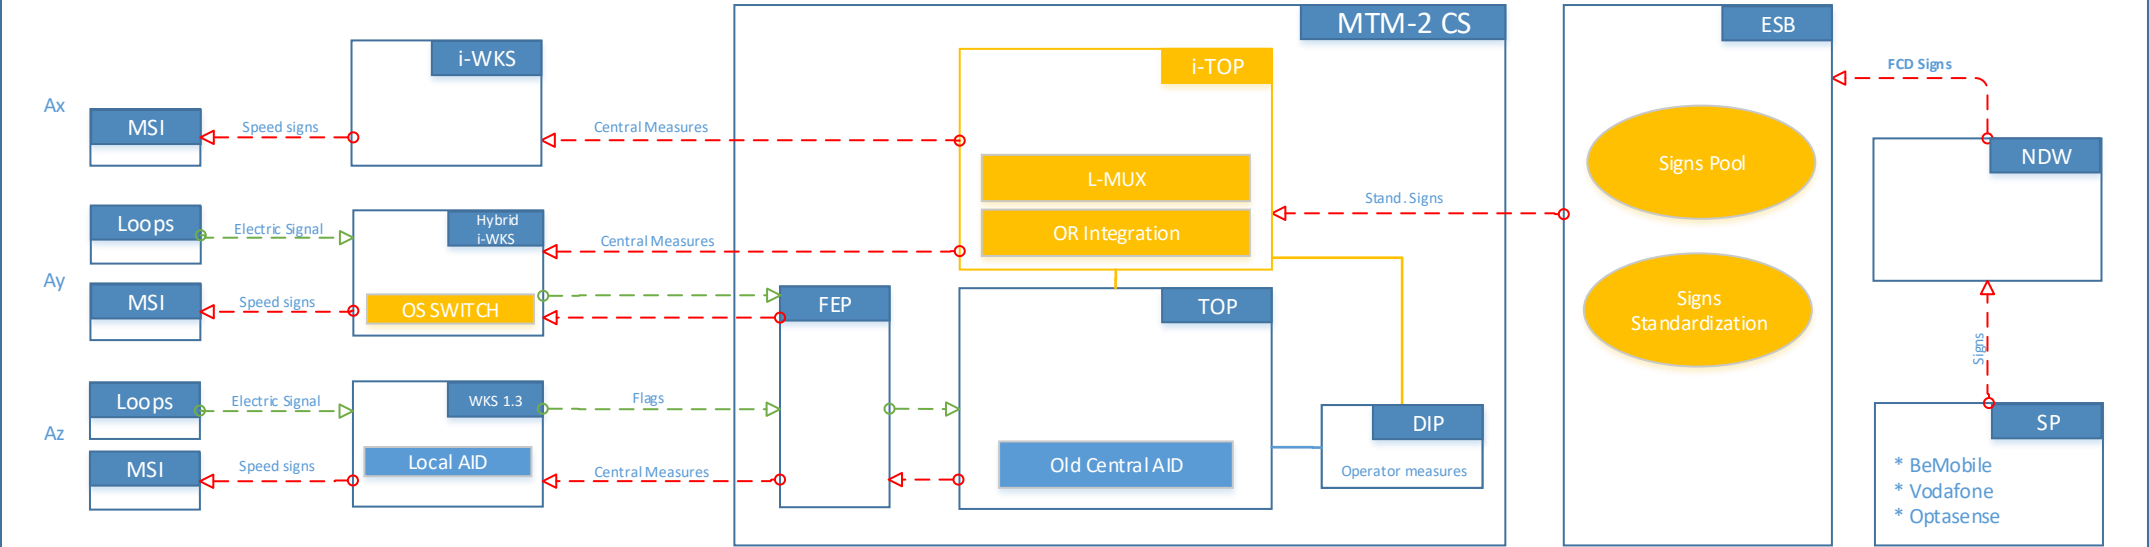 MTM-2 CS
ESB
i-WKS
i-TOP
FCD Signs
Ax
MSI
Speed signs
Central Measures
L-MUX
Signs Pool
NDW
Loops
Electric Signal
Hybrid
i-WKS
Central Measures
OR Integration
Stand. Signs
Ay
MSI
Speed signs
OS SWITCH
FEP
TOP
Signs
Standardization
Signs
Loops
Electric Signal
WKS 1.3
Flags
DIP
SP
Az
MSI
Speed signs
Local AID
Central Measures
Old Central AID
Operator measures
* BeMobile
* Vodafone
* Optasense